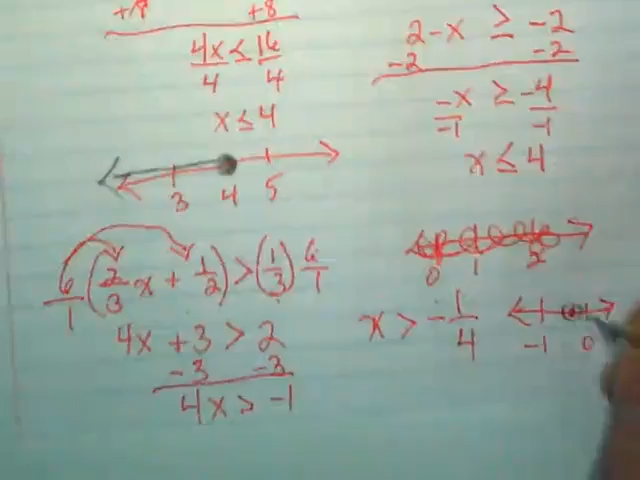 +8 +8
4x/4 ≤ 16/4
x ≤ 4
3 4 5
6/1 (2/3 x + 1/2) > (1/3) 6/1
4x + 3 > 2
-3 -3
4x > -1
2 - x ≥ -2
-2 -2
-x/-1 ≥ -4/-1
x ≤ 4
0 1 2
x > -1/4
-1 0